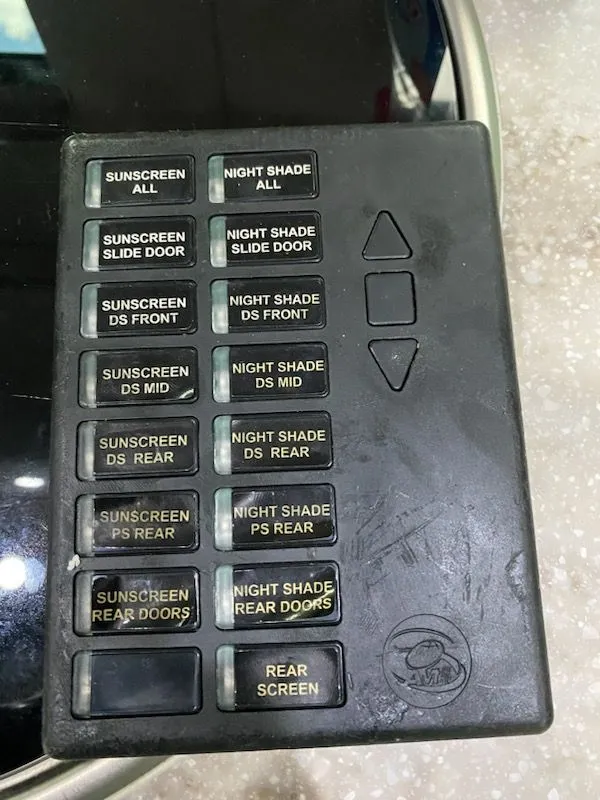 SUNSCREEN
ALL
NIGHT SHADE
ALL
SUNSCREEN
SLIDE DOOR
NIGHT SHADE
SLIDE DOOR
SUNSCREEN
DS FRONT
NIGHT SHADE
DS FRONT
SUNSCREEN
DS MID
NIGHT SHADE
DS MID
SUNSCREEN
DS REAR
NIGHT SHADE
DS REAR
SUNSCREEN
PS REAR
NIGHT SHADE
PS REAR
SUNSCREEN
REAR DOORS
NIGHT SHADE
REAR DOORS
REAR
SCREEN